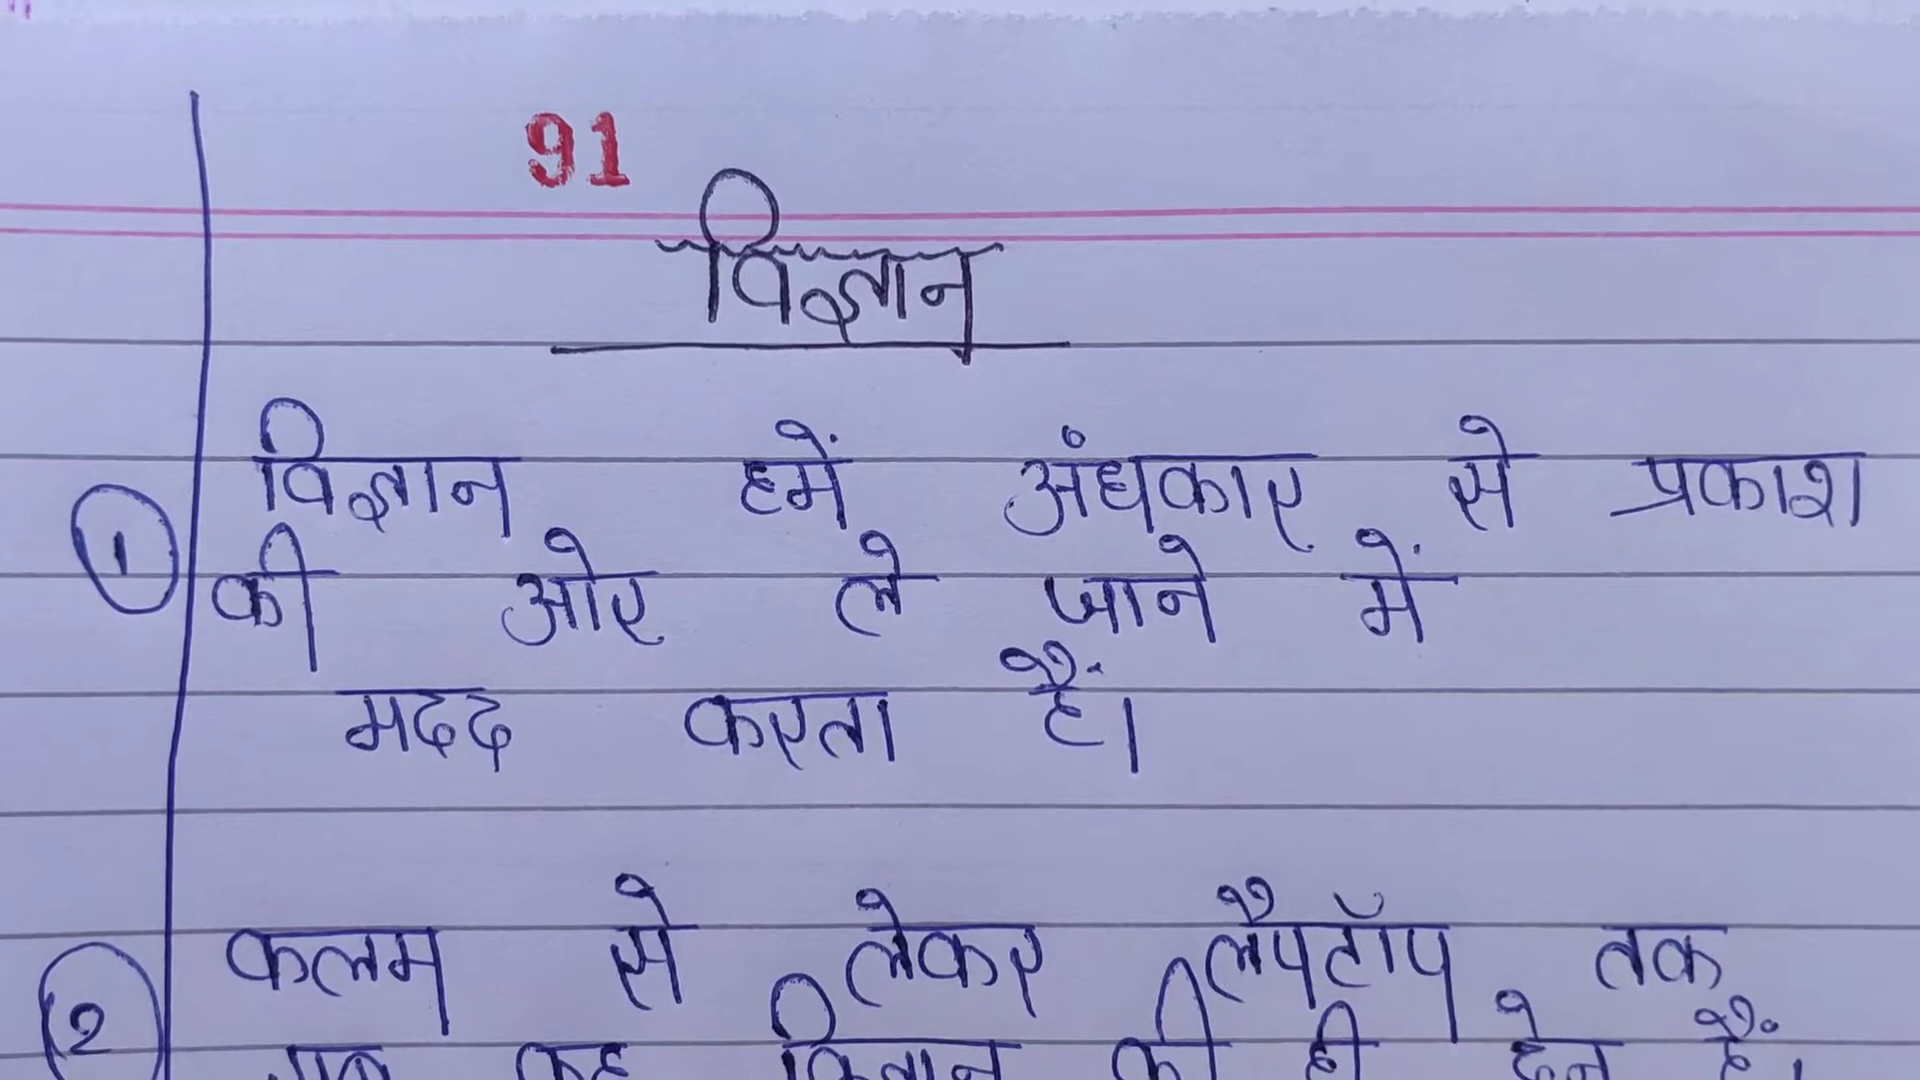 91
विज्ञान
विज्ञान हमें अंधकार से प्रकाश
① की ओर ले जाने में
मदद करता हैं।
कलम से लेकर लैपटॉप तक
② विज्ञान की ही देन हैं।